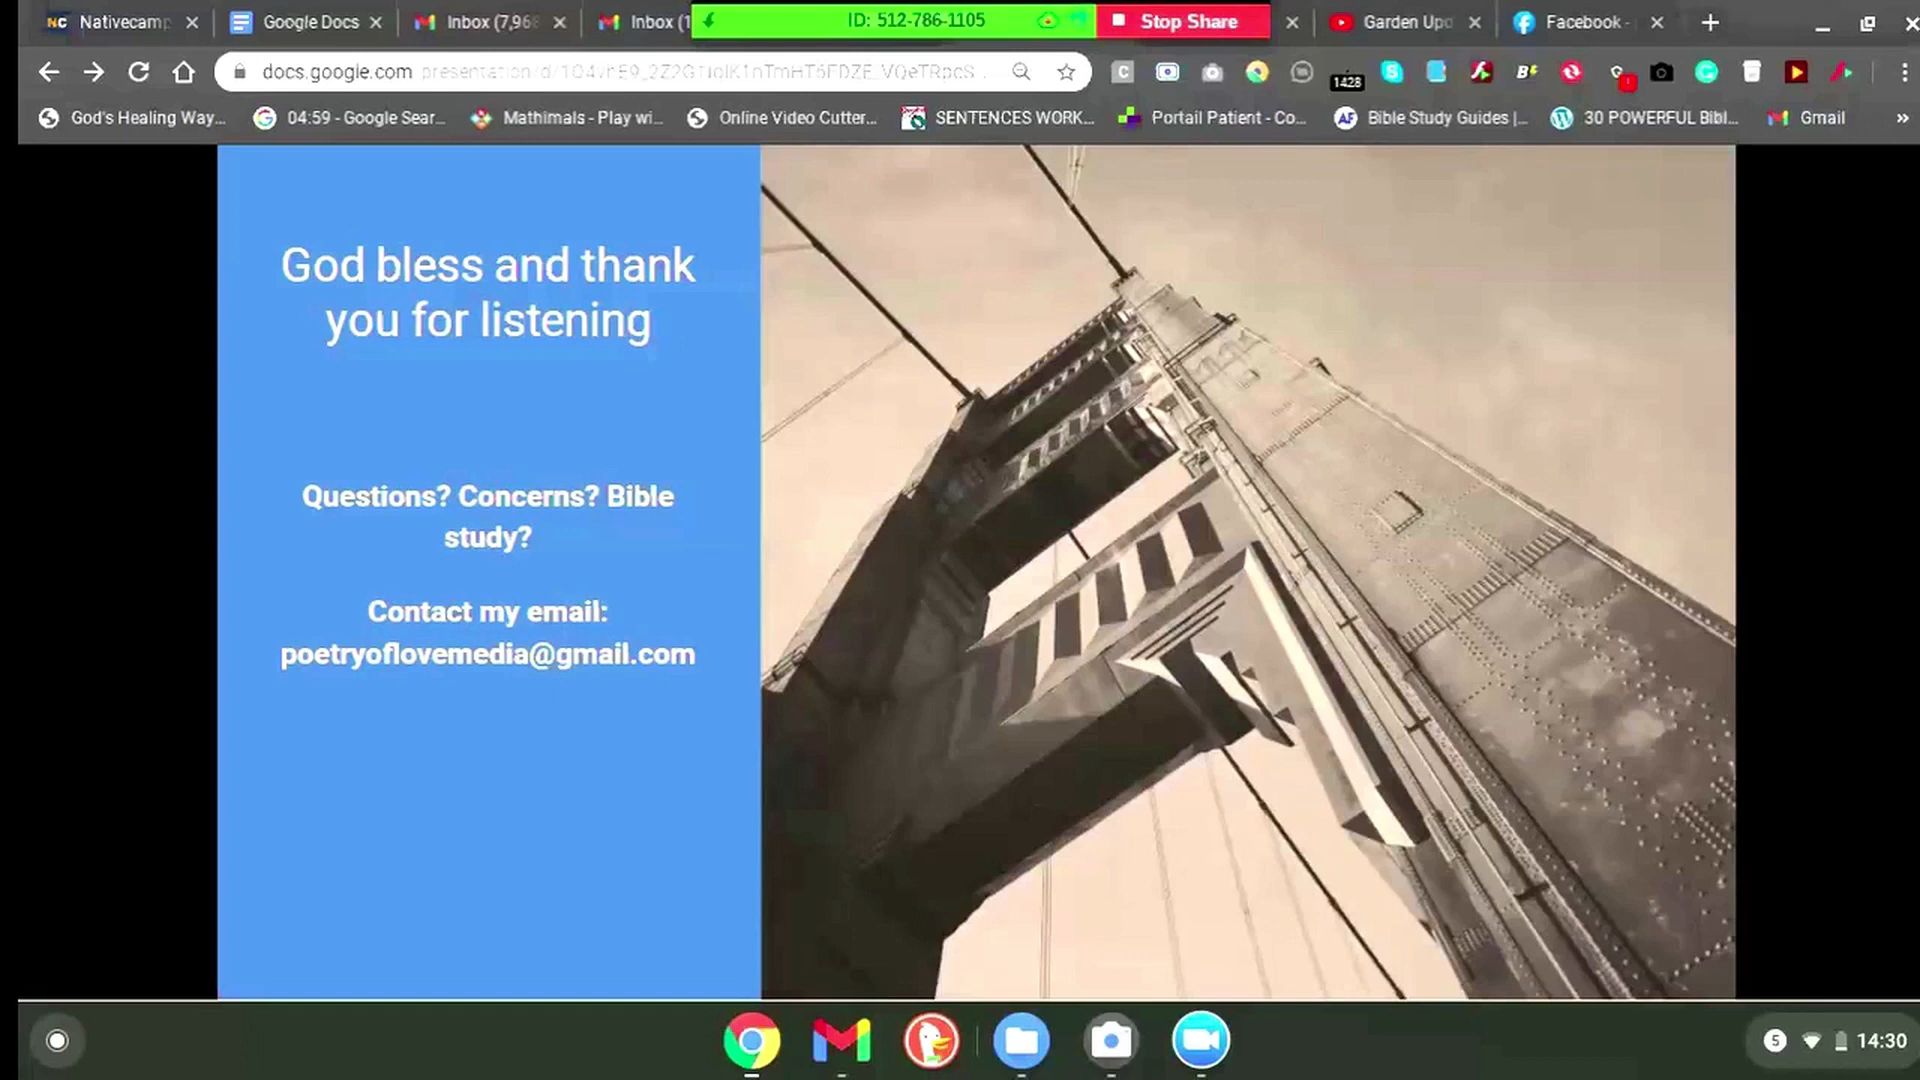 Nativecamp
Google Docs
Inbox (7,968
Inbox (1
ID: 512-786-1105
Stop Share
Garden Upd
Facebook -
docs.google.com
1428
God's Healing Way...
04:59 - Google Sear...
Mathimals - Play wi...
Online Video Cutter...
SENTENCES WORK...
Portail Patient - Co...
AF
Bible Study Guides |...
30 POWERFUL Bibl...
Gmail
»
God bless and thank
you for listening
Questions? Concerns? Bible
study?
Contact my email:
poetryoflovemedia@gmail.com
5
14:30